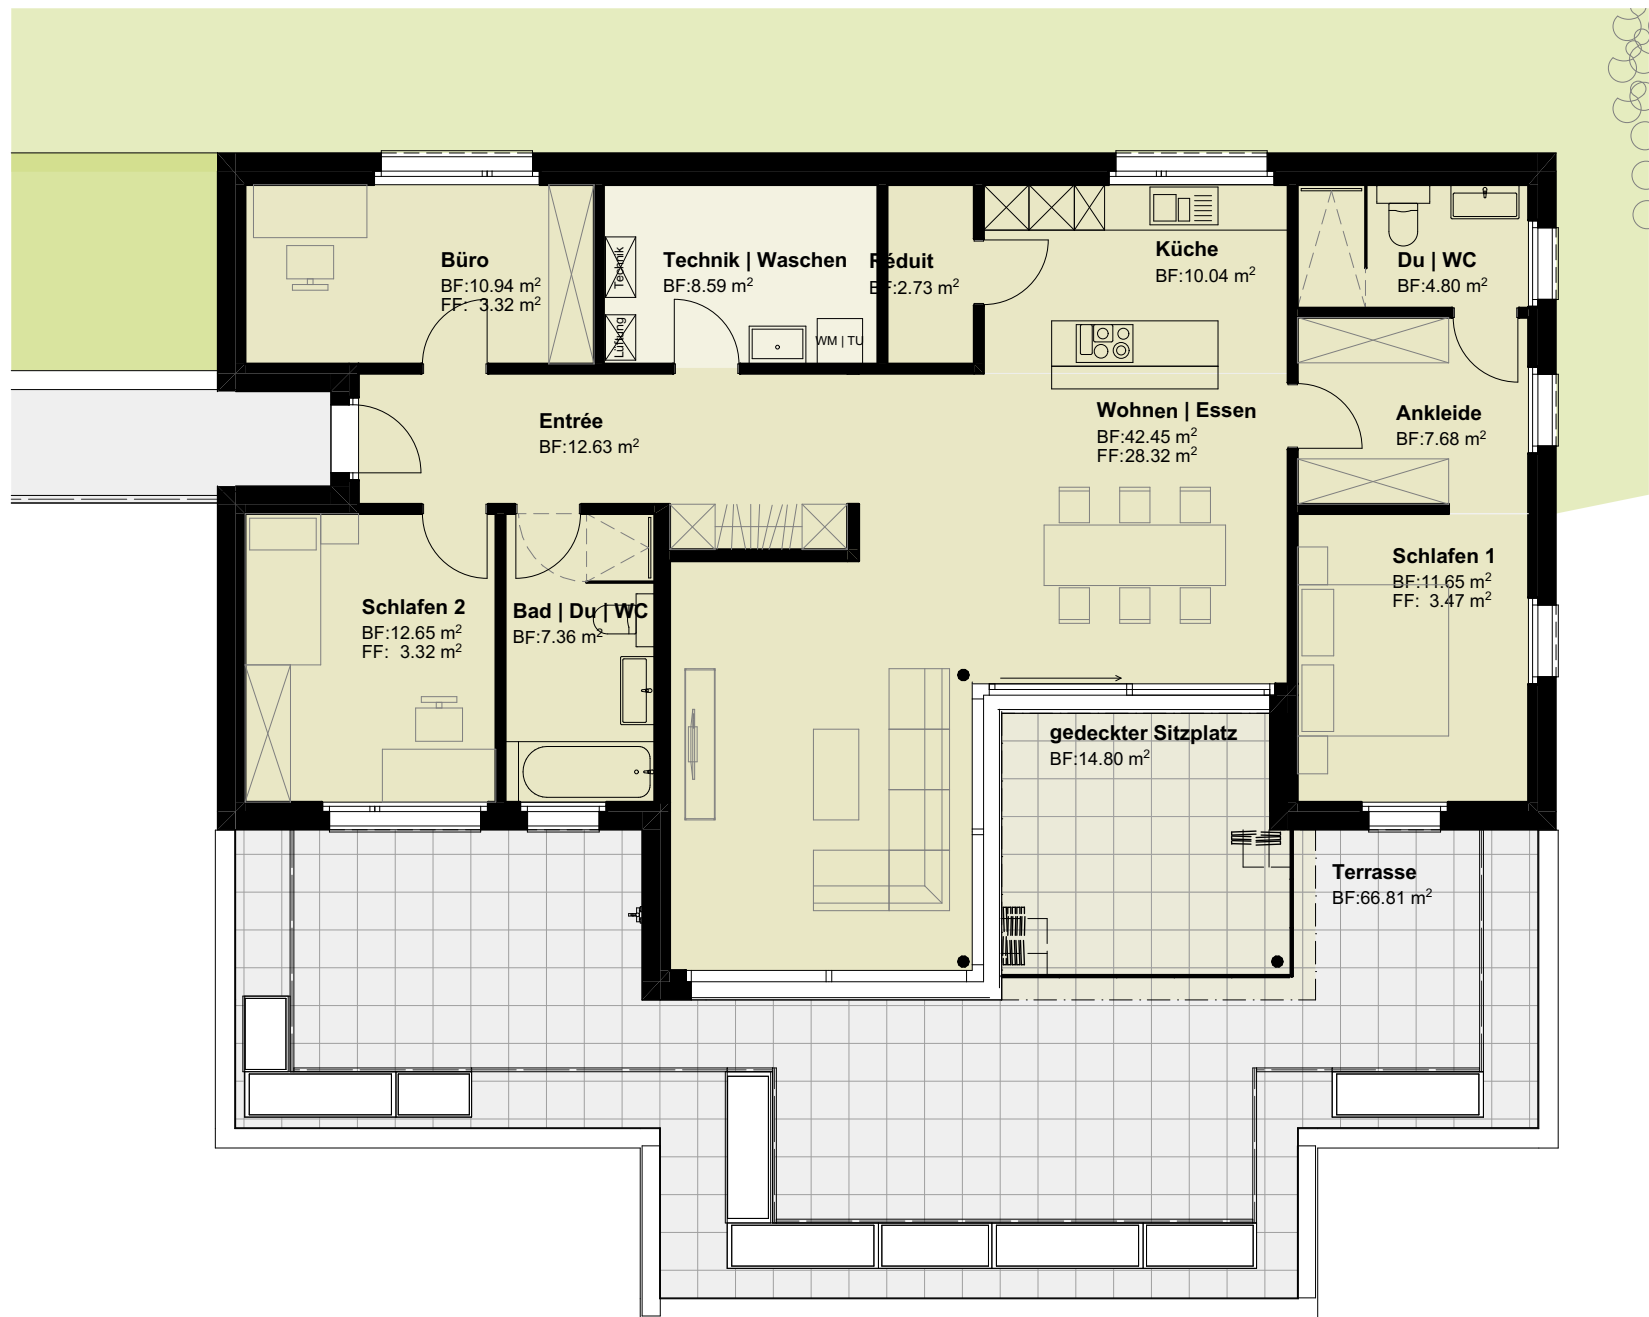 Büro
BF:10.94 m²
FF: 3.32 m²
Technik
Lüftung
Technik | Waschen
BF:8.59 m²
WM | TU
Réduit
BF:2.73 m²
Küche
BF:10.04 m²
Du | WC
BF:4.80 m²
Entrée
BF:12.63 m²
Wohnen | Essen
BF:42.45 m²
FF:28.32 m²
Ankleide
BF:7.68 m²
Schlafen 1
BF:11.65 m²
FF: 3.47 m²
Schlafen 2
BF:12.65 m²
FF: 3.32 m²
Bad | Du | WC
BF:7.36 m²
gedeckter Sitzplatz
BF:14.80 m²
Terrasse
BF:66.81 m²